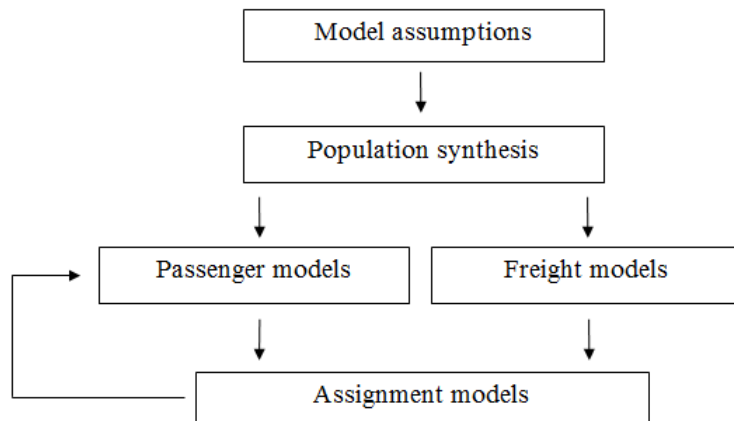 Model assumptions
Population synthesis
Passenger models
Freight models
Assignment models